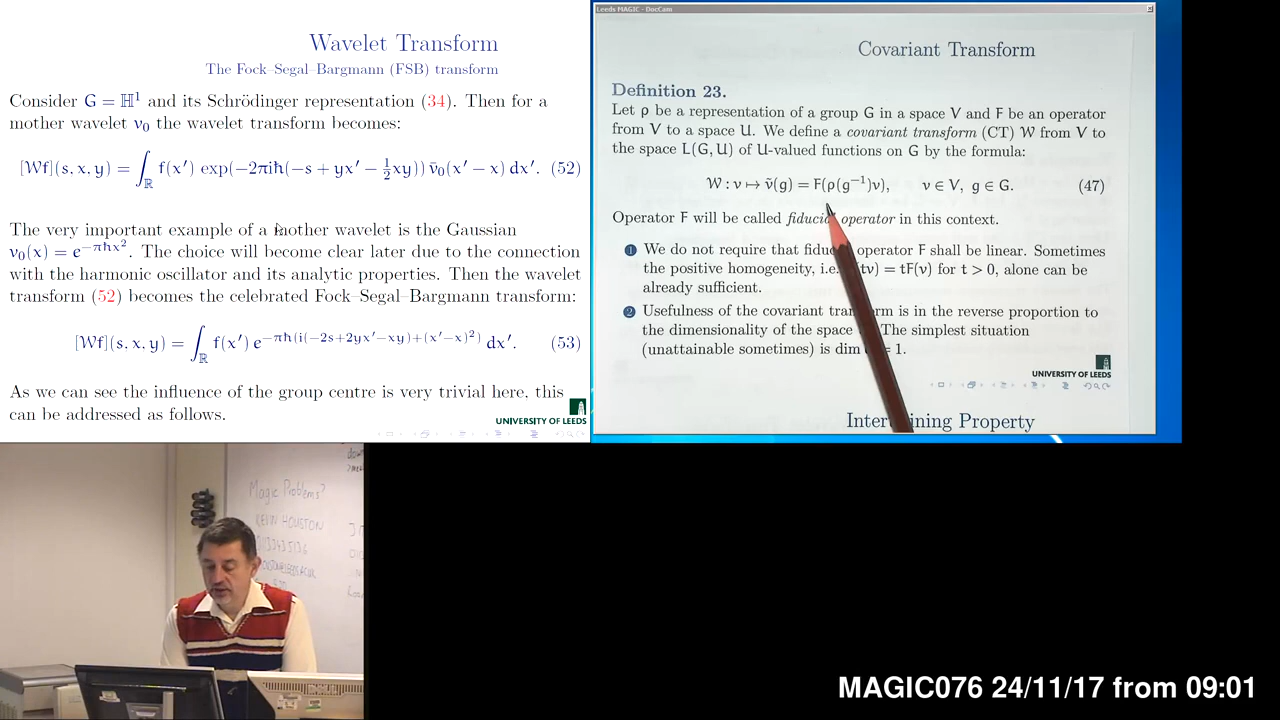 Wavelet Transform
The Fock–Segal–Bargmann (FSB) transform
Consider G = ℍ¹ and its Schrödinger representation (34). Then for a
mother wavelet v₀ the wavelet transform becomes:
[Wf](s, x, y) = ∫_ℝ f(x′) exp(−2πiħ(−s + yx′ − ½xy)) v̄₀(x′ − x) dx′. (52)
The very important example of a mother wavelet is the Gaussian
v₀(x) = e^{−πħx²}. The choice will become clear later due to the connection
with the harmonic oscillator and its analytic properties. Then the wavelet
transform (52) becomes the celebrated Fock–Segal–Bargmann transform:
[Wf](s, x, y) = ∫_ℝ f(x′) e^{−πħ(i(−2s+2yx′−xy)+(x′−x)²)} dx′. (53)
As we can see the influence of the group centre is very trivial here, this
can be addressed as follows.
UNIVERSITY OF LEEDS
Leeds MAGIC - DocCam
Covariant Transform
Definition 23.
Let ρ be a representation of a group G in a space V and F be an operator
from V to a space U. We define a covariant transform (CT) W from V to
the space L(G, U) of U-valued functions on G by the formula:
W : v ↦ ṽ(g) = F(ρ(g⁻¹)v), v ∈ V, g ∈ G. (47)
Operator F will be called operator in this context.
1 We do not require that operator F shall be linear. Sometimes
the positive homogeneity, i.e. (tv) = tF(v) for t > 0, alone can be
already sufficient.
2 Usefulness of the covariant is in the reverse proportion to
the dimensionality of the space The simplest situation
(unattainable sometimes) is dim = 1.
UNIVERSITY OF LEEDS
Property
Magic Problems?
KEVIN HOUSTON
MAGIC076 24/11/17 from 09:01